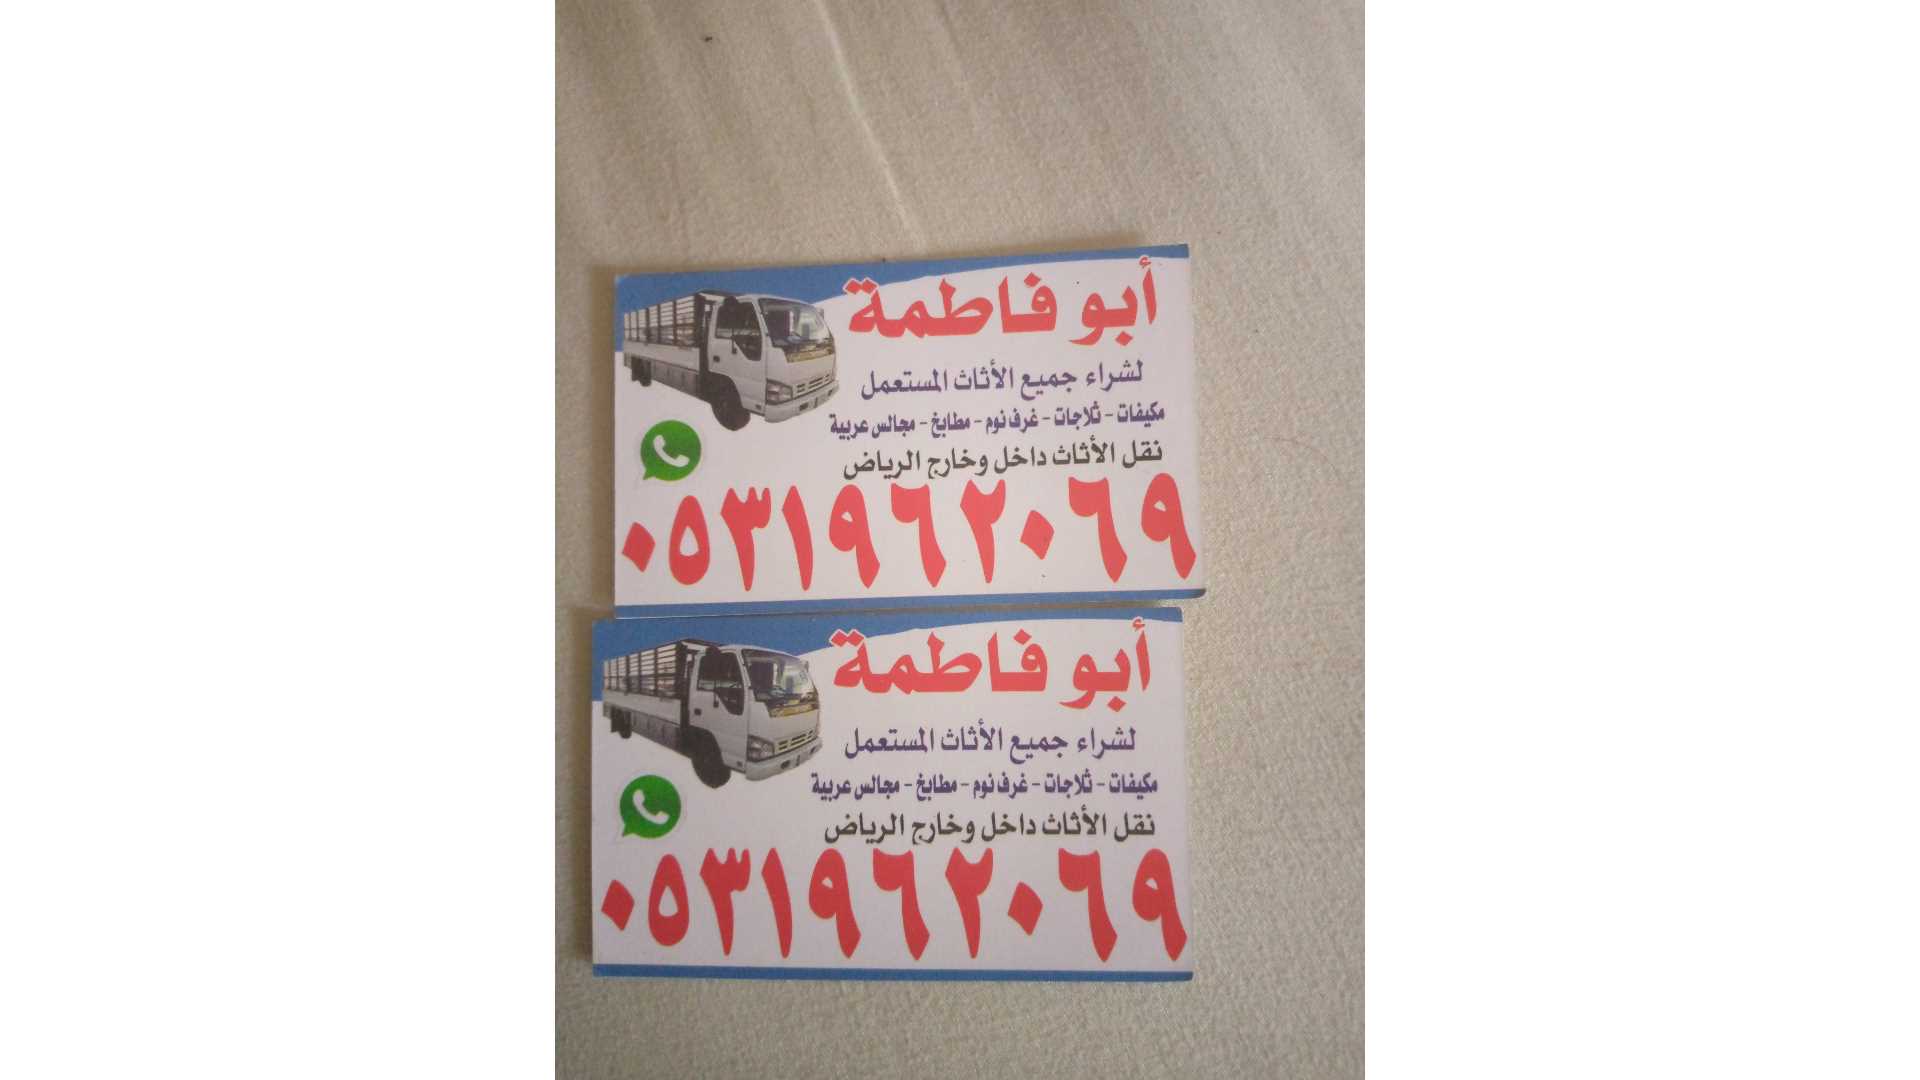 أبو فاطمة
لشراء جميع الأثاث المستعمل
مكيفات - ثلاجات - غرف نوم - مطابخ - مجالس عربية
نقل الأثاث داخل وخارج الرياض
٠٥٣١٩٦٢٠٦٩
أبو فاطمة
لشراء جميع الأثاث المستعمل
مكيفات - ثلاجات - غرف نوم - مطابخ - مجالس عربية
نقل الأثاث داخل وخارج الرياض
٠٥٣١٩٦٢٠٦٩